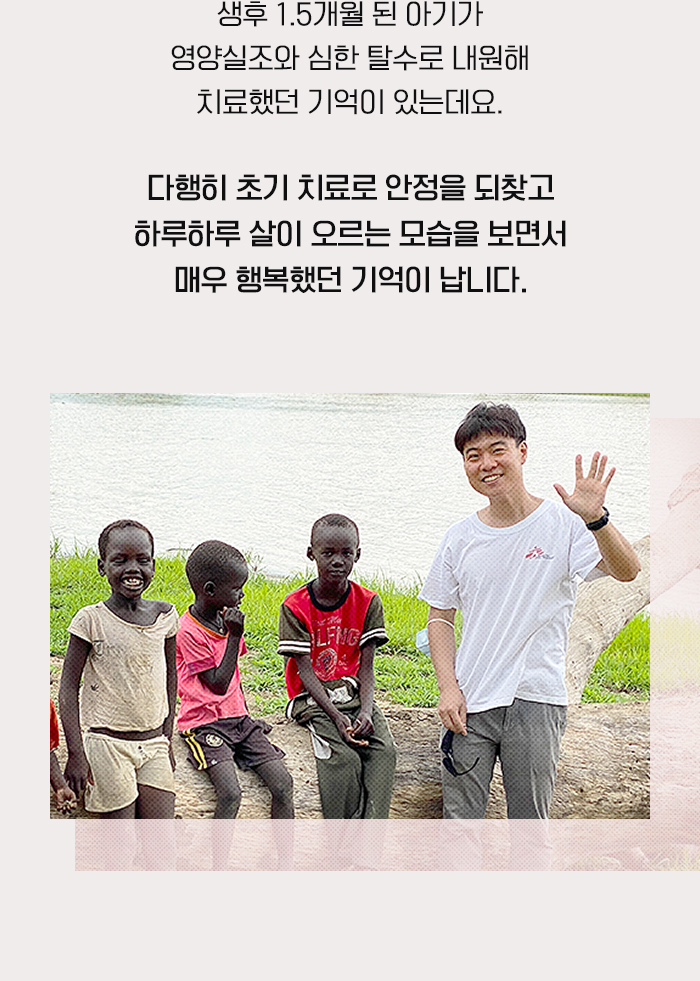 생후 1.5개월 된 아기가
영양실조와 심한 탈수로 내원해
치료했던 기억이 있는데요.
다행히 초기 치료로 안정을 되찾고
하루하루 살이 오르는 모습을 보면서
매우 행복했던 기억이 납니다.
LFNG